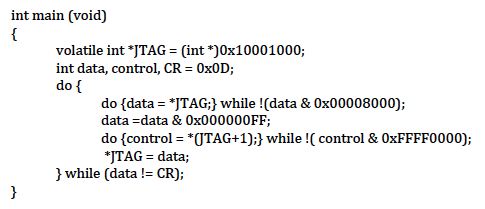 int main (void)
{
volatile int *JTAG = (int *)0x10001000;
int data, control, CR = 0x0D;
do {
do {data = *JTAG;} while !(data & 0x00008000);
data =data & 0x000000FF;
do {control = *(JTAG+1);} while !( control & 0xFFFF0000);
*JTAG = data;
} while (data != CR);
}